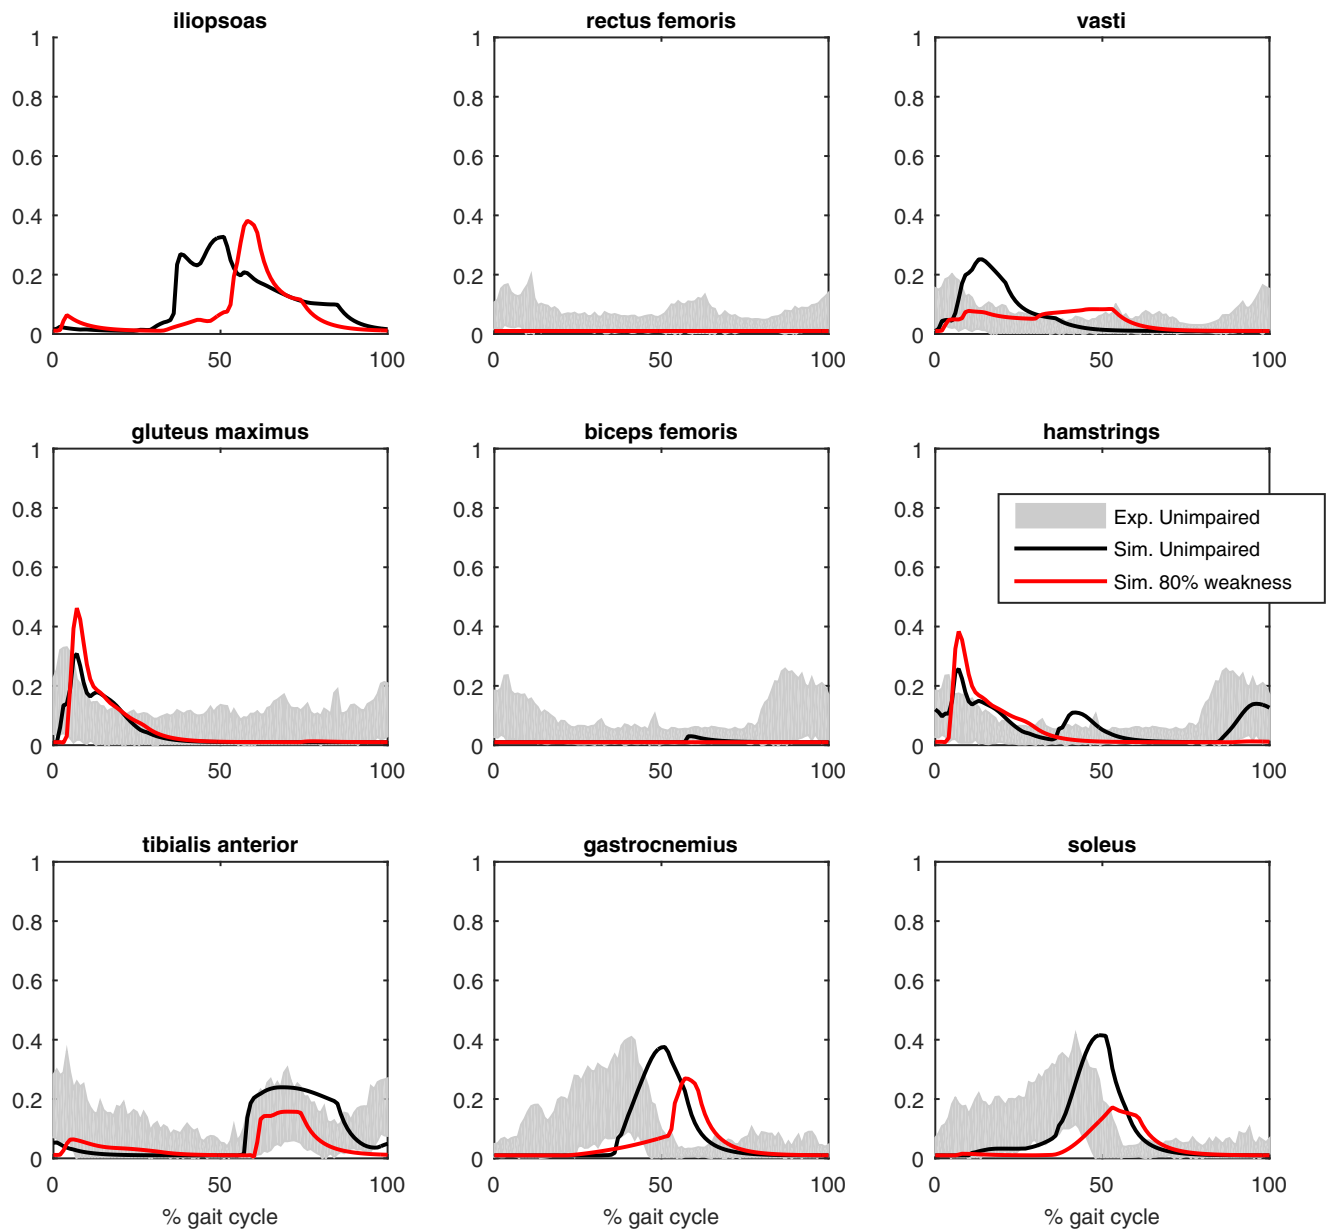 iliopsoas
rectus femoris
vasti
1
0.8
0.6
0.4
0.2
0
0 50 100
1
0.8
0.6
0.4
0.2
0
0 50 100
1
0.8
0.6
0.4
0.2
0
0 50 100
gluteus maximus
biceps femoris
hamstrings
1
0.8
0.6
0.4
0.2
0
0 50 100
1
0.8
0.6
0.4
0.2
0
0 50 100
1
0.8
0.6
0.4
0.2
0
0 50 100
Exp. Unimpaired
Sim. Unimpaired
Sim. 80% weakness
tibialis anterior
gastrocnemius
soleus
1
0.8
0.6
0.4
0.2
0
0 50 100
% gait cycle
1
0.8
0.6
0.4
0.2
0
0 50 100
% gait cycle
1
0.8
0.6
0.4
0.2
0
0 50 100
% gait cycle